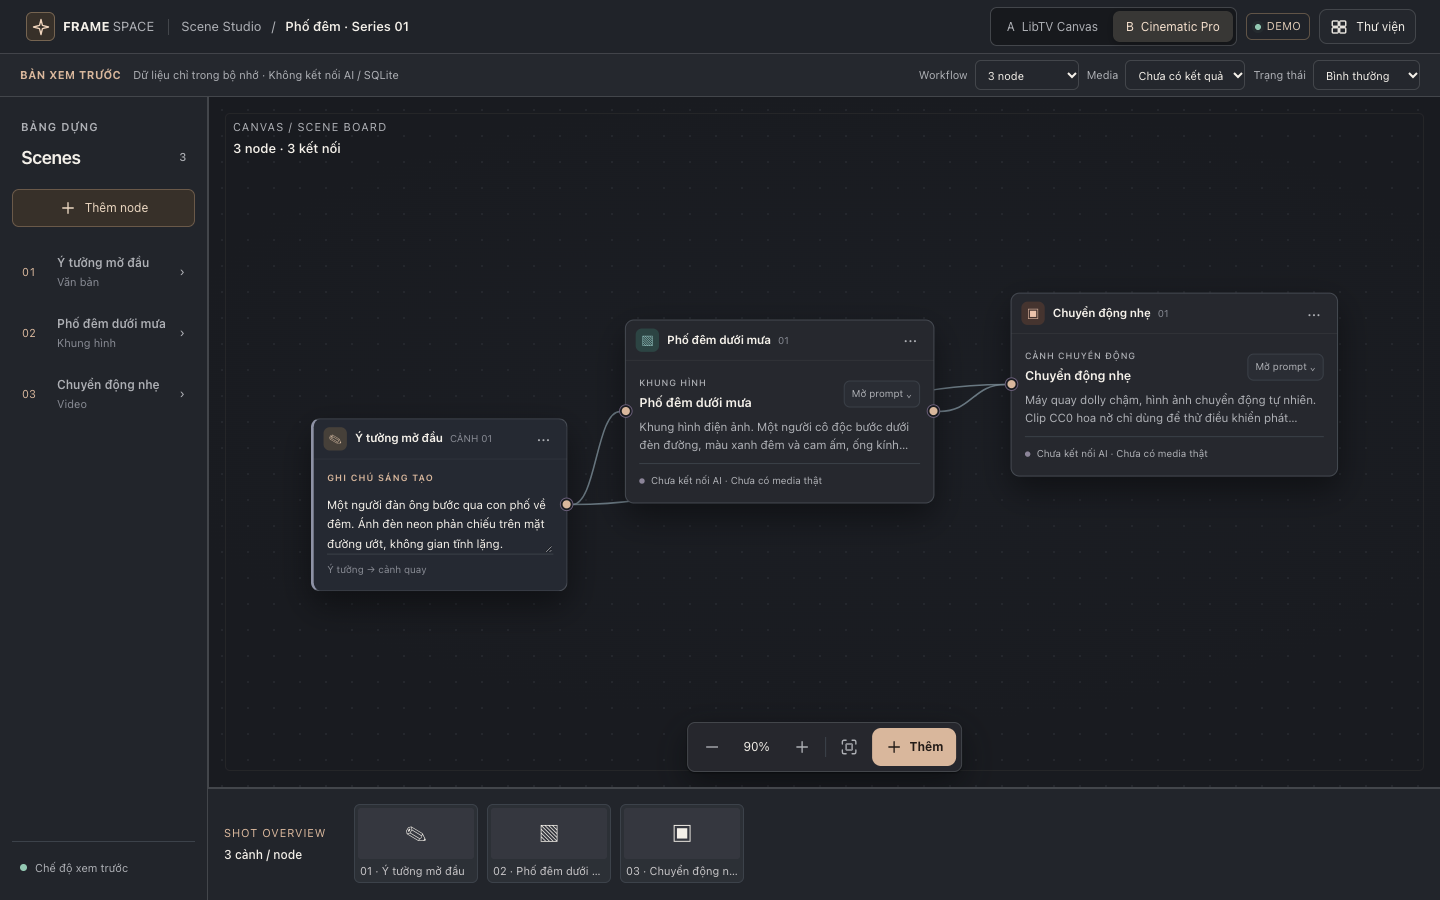 FRAME SPACE
Scene Studio / Phố đêm · Series 01
A LibTV Canvas
B Cinematic Pro
DEMO
Thư viện
BẢN XEM TRƯỚC
Dữ liệu chỉ trong bộ nhớ · Không kết nối AI / SQLite
Workflow
3 node
Media
Chưa có kết quả
Trạng thái
Bình thường
BẢNG DỰNG
Scenes
3
Thêm node
01
Ý tưởng mở đầu
Văn bản
02
Phố đêm dưới mưa
Khung hình
03
Chuyển động nhẹ
Video
Chế độ xem trước
CANVAS / SCENE BOARD
3 node · 3 kết nối
Ý tưởng mở đầu CẢNH 01
GHI CHÚ SÁNG TẠO
Một người đàn ông bước qua con phố về
đêm. Ánh đèn neon phản chiếu trên mặt
đường ướt, không gian tĩnh lặng.
Ý tưởng → cảnh quay
Phố đêm dưới mưa 01
KHUNG HÌNH
Phố đêm dưới mưa
Mở prompt
Khung hình điện ảnh. Một người cô độc bước dưới
đèn đường, màu xanh đêm và cam ấm, ống kính...
Chưa kết nối AI · Chưa có media thật
Chuyển động nhẹ 01
CẢNH CHUYỂN ĐỘNG
Chuyển động nhẹ
Mở prompt
Máy quay dolly chậm, hình ảnh chuyển động tự nhiên.
Clip CC0 hoa nở chỉ dùng để thử điều khiển phát...
Chưa kết nối AI · Chưa có media thật
90%
Thêm
SHOT OVERVIEW
3 cảnh / node
01 · Ý tưởng mở đầu
02 · Phố đêm dưới ...
03 · Chuyển động n...